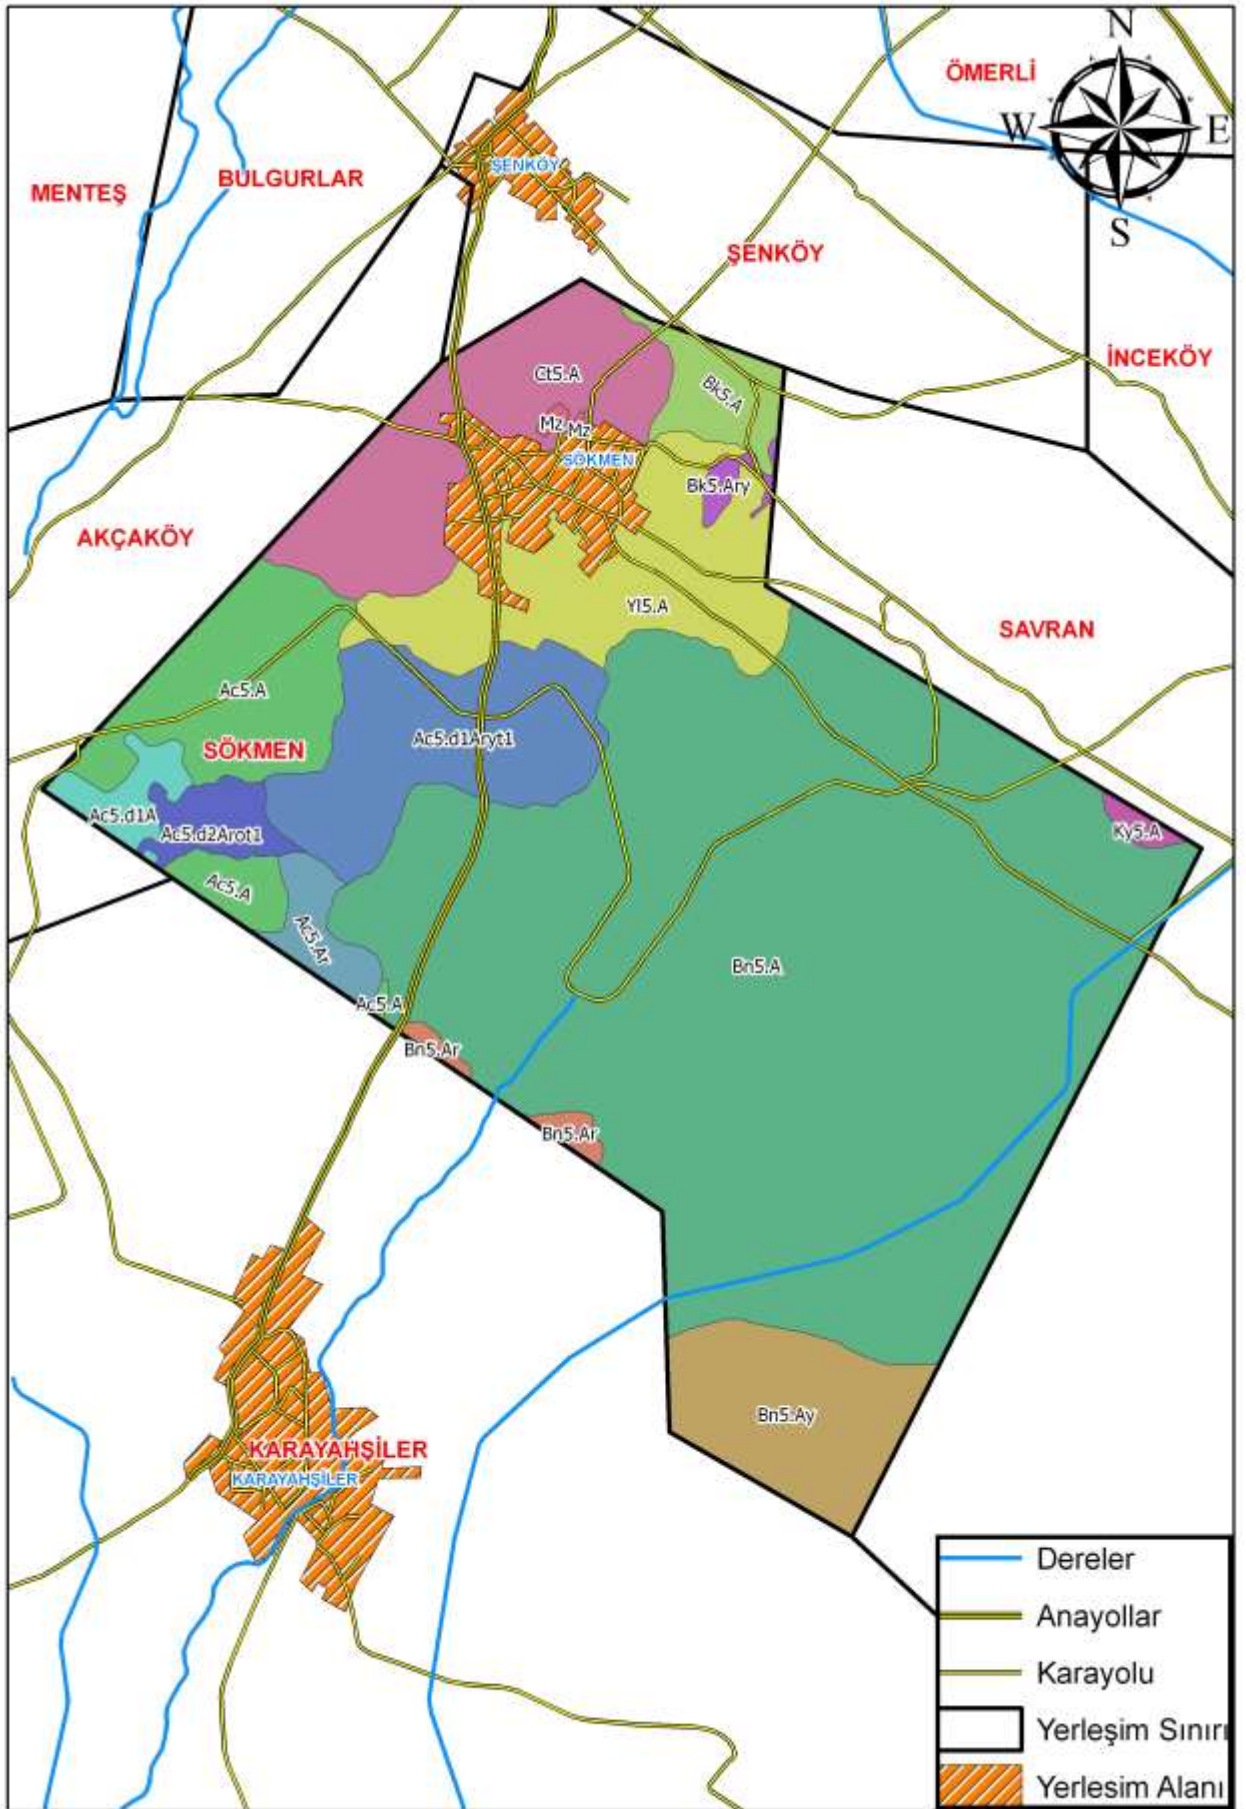 N
ÖMERLİ
W
E
ŞENKÖY
BULGURLAR
MENTEŞ
S
ŞENKÖY
İNCEKÖY
Ct5.A
Bk5.A
Mz
Mz
SÖKMEN
Bk5.Ary
AKÇAKÖY
Yl5.A
SAVRAN
Ac5.A
Ac5.d1Aryt1
SÖKMEN
Ac5.d1A
Ac5.d2Arot1
Ky5.A
Ac5.A
Ac5.Ar
Bn5.A
Ac5.A
Bn5.Ar
Bn5.Ar
Bn5.Ay
KARAYAHŞİLER
KARAYAHŞİLER
Dereler
Anayollar
Karayolu
Yerleşim Sınırı
Yerleşim Alanı